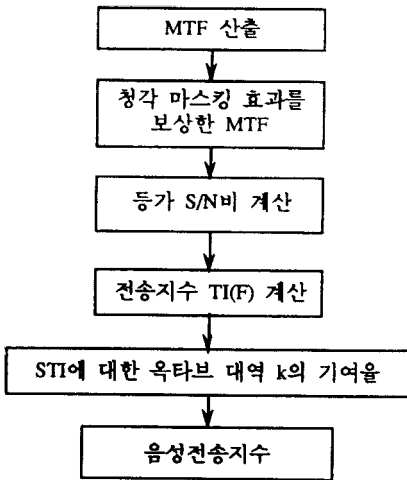 MTF 산출
청각 마스킹 효과를
보상한 MTF
등가 S/N비 계산
전송지수 TI(F) 계산
STI에 대한 옥타브 대역 k의 기여율
음성전송지수